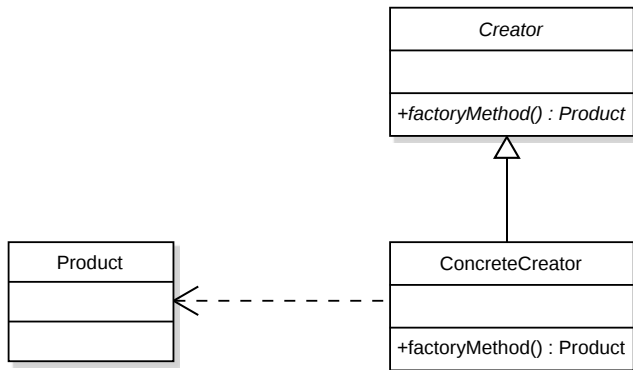 Creator
+factoryMethod() : Product
Product
ConcreteCreator
+factoryMethod() : Product